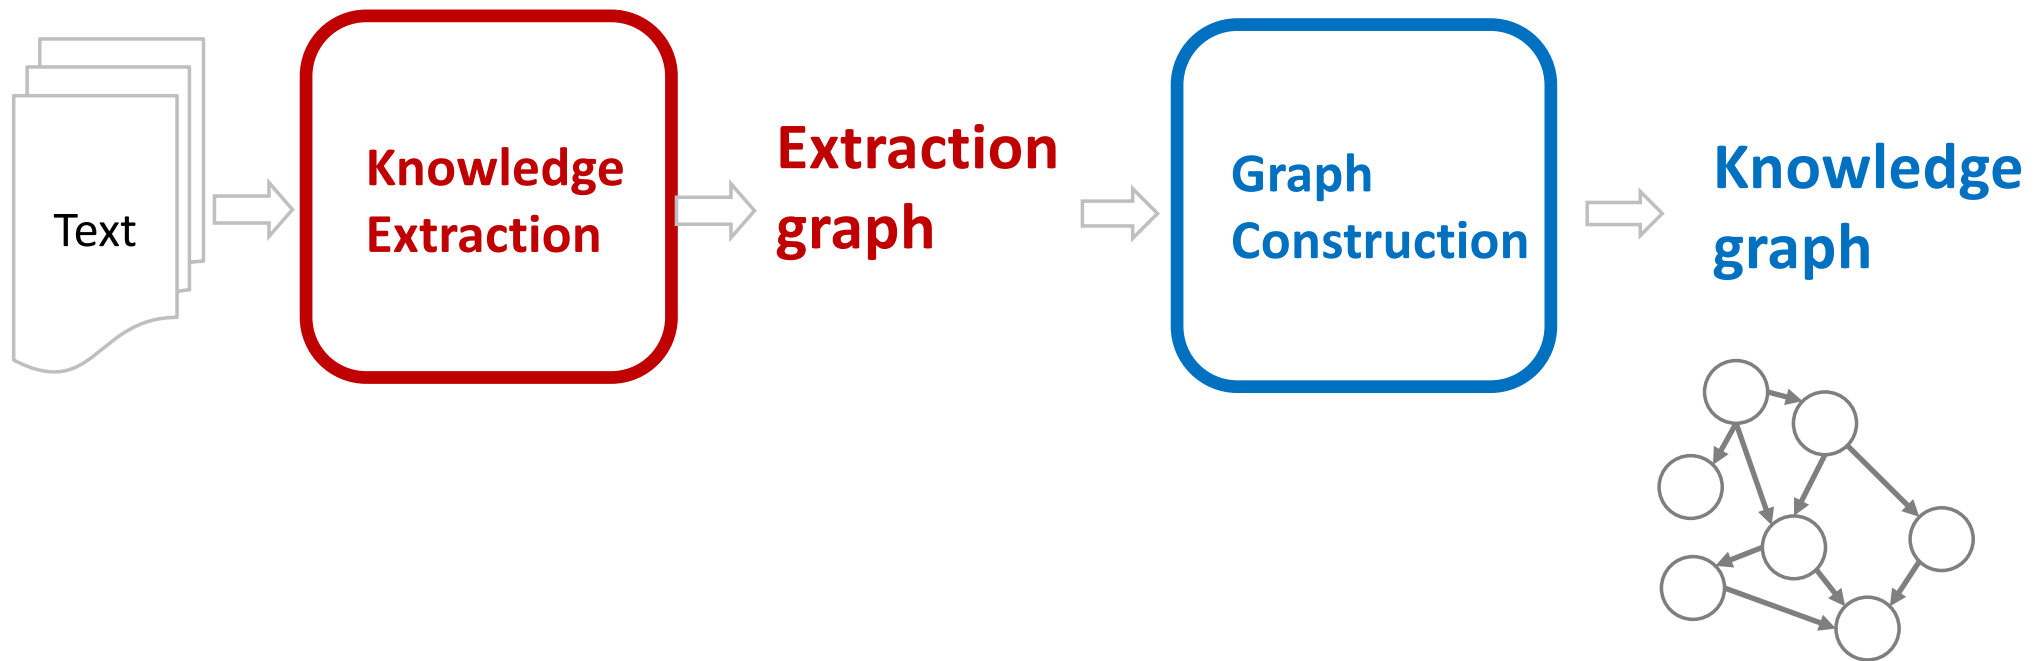 Text
Knowledge
Extraction
Extraction
graph
Graph
Construction
Knowledge
graph